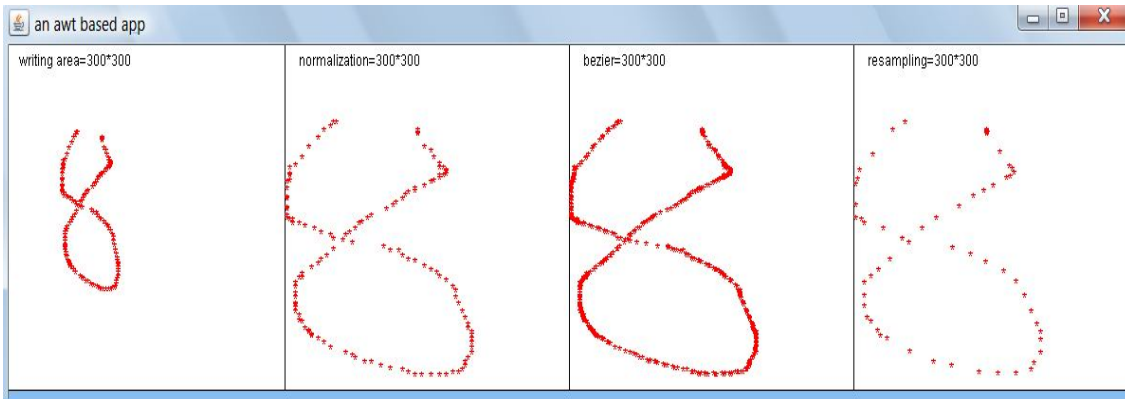 an awt based app
writing area=300*300
normalization=300*300
bezier=300*300
resampling=300*300